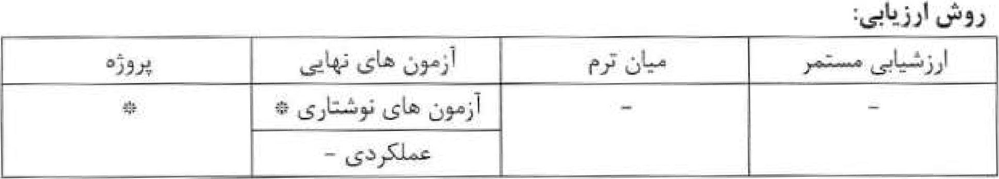 روش ارزیابی:
ارزشیابی مستمر
میان ترم
آزمون های نهایی
پروژه
-
-
آزمون های نوشتاری *
*
عملکردی -